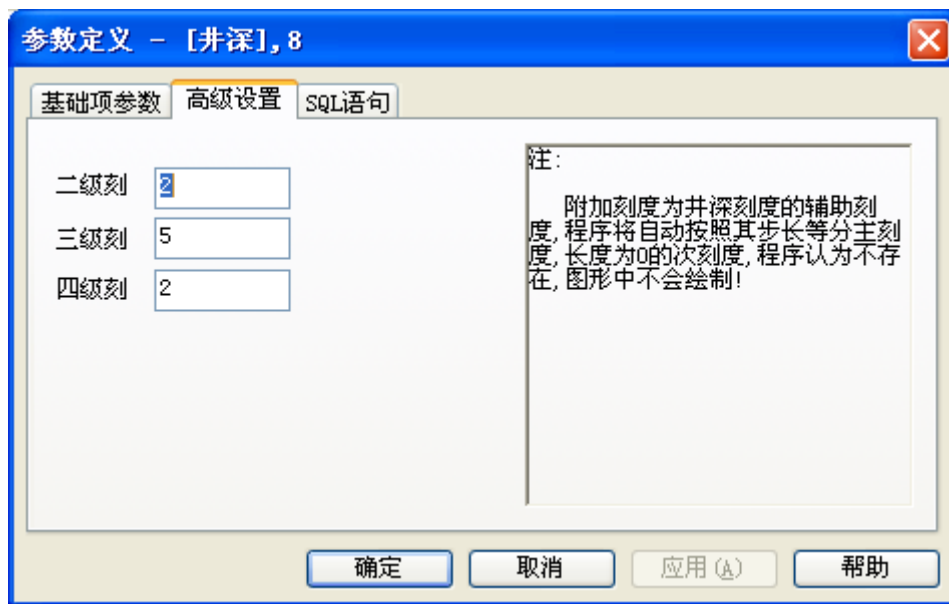 参数定义 - [井深],8
基础项参数 高级设置 SQL语句
二级刻 2
三级刻 5
四级刻 2
注:
附加刻度为井深刻度的辅助刻
度,程序将自动按照其步长等分主刻
度,长度为0的次刻度,程序认为不存
在,图形中不会绘制!
确定 取消 应用(A) 帮助